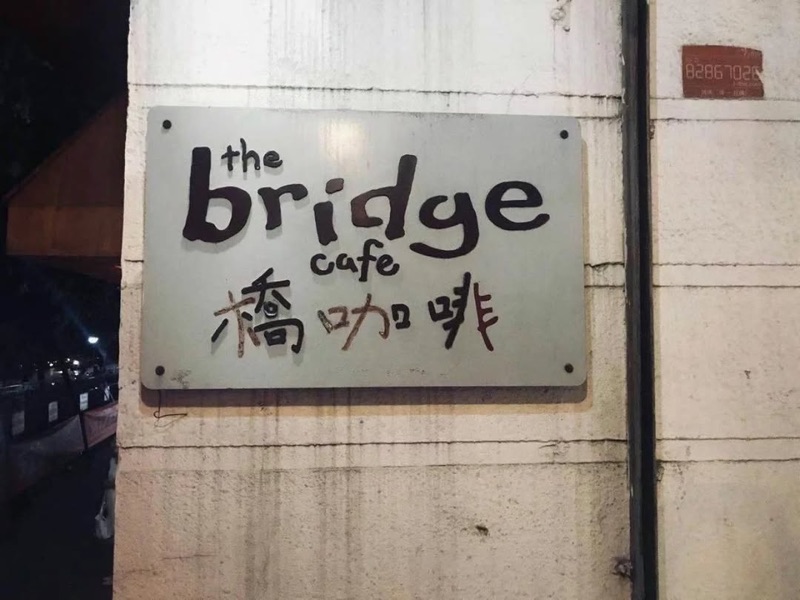 the
bridge
cafe
橋咖啡